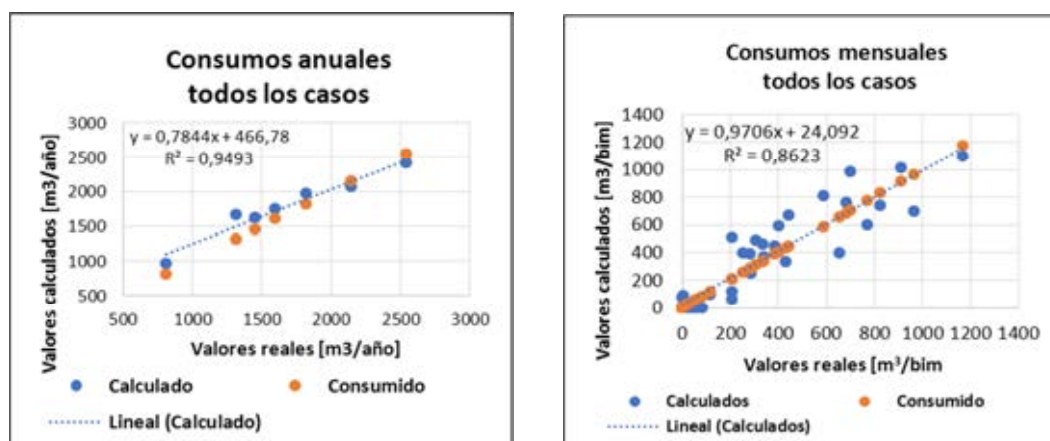 Consumos anuales
todos los casos
y = 0,7844x + 466,78
R² = 0,9493
3000
2500
2000
1500
1000
500
500
1000
1500
2000
2500
3000
Valores calculados [m3/año]
Valores reales [m3/año]
Calculado
Consumido
Lineal (Calculado)
Consumos mensuales
todos los casos
y = 0,9706x + 24,092
R² = 0,8623
1400
1200
1000
800
600
400
200
0
0
200
400
600
800
1000
1200
1400
Valores calculados [m3/bim]
Valores reales [m³/bim
Calculados
Consumido
Lineal (Calculados)